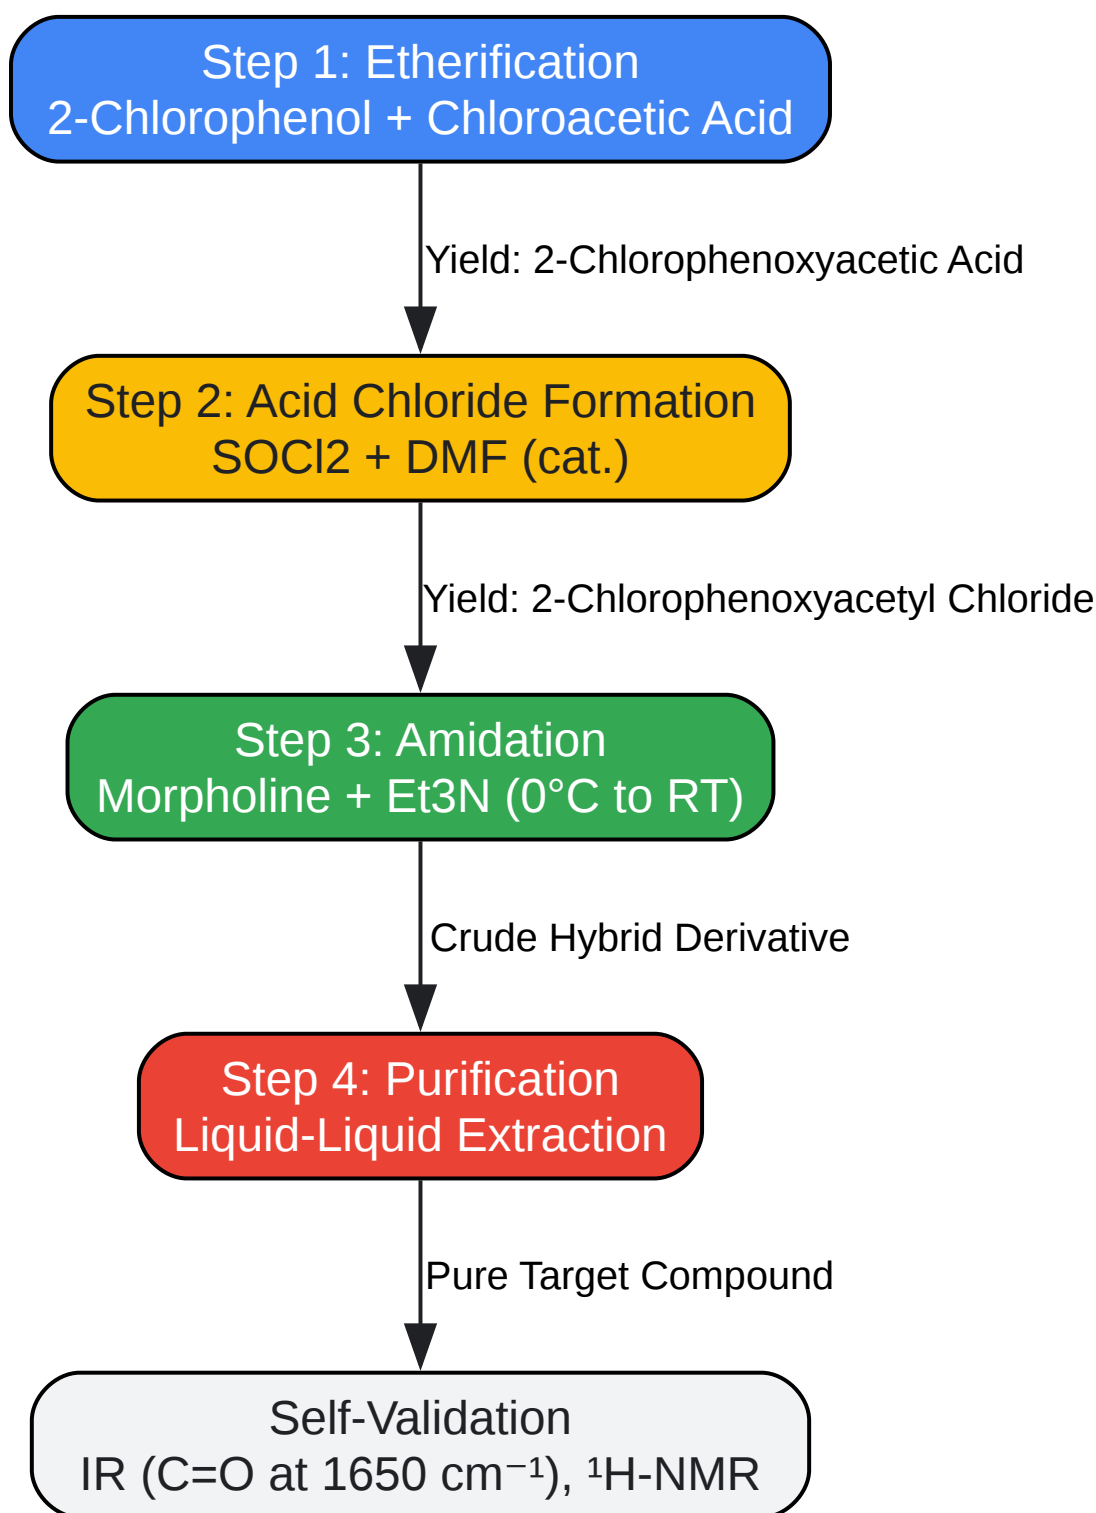 Step 1: Etherification
2-Chlorophenol + Chloroacetic Acid
Yield: 2-Chlorophenoxyacetic Acid
Step 2: Acid Chloride Formation
SOCl2 + DMF (cat.)
Yield: 2-Chlorophenoxyacetyl Chloride
Step 3: Amidation
Morpholine + Et3N (0°C to RT)
Crude Hybrid Derivative
Step 4: Purification
Liquid-Liquid Extraction
Pure Target Compound
Self-Validation
IR (C=O at 1650 cm⁻¹), ¹H-NMR